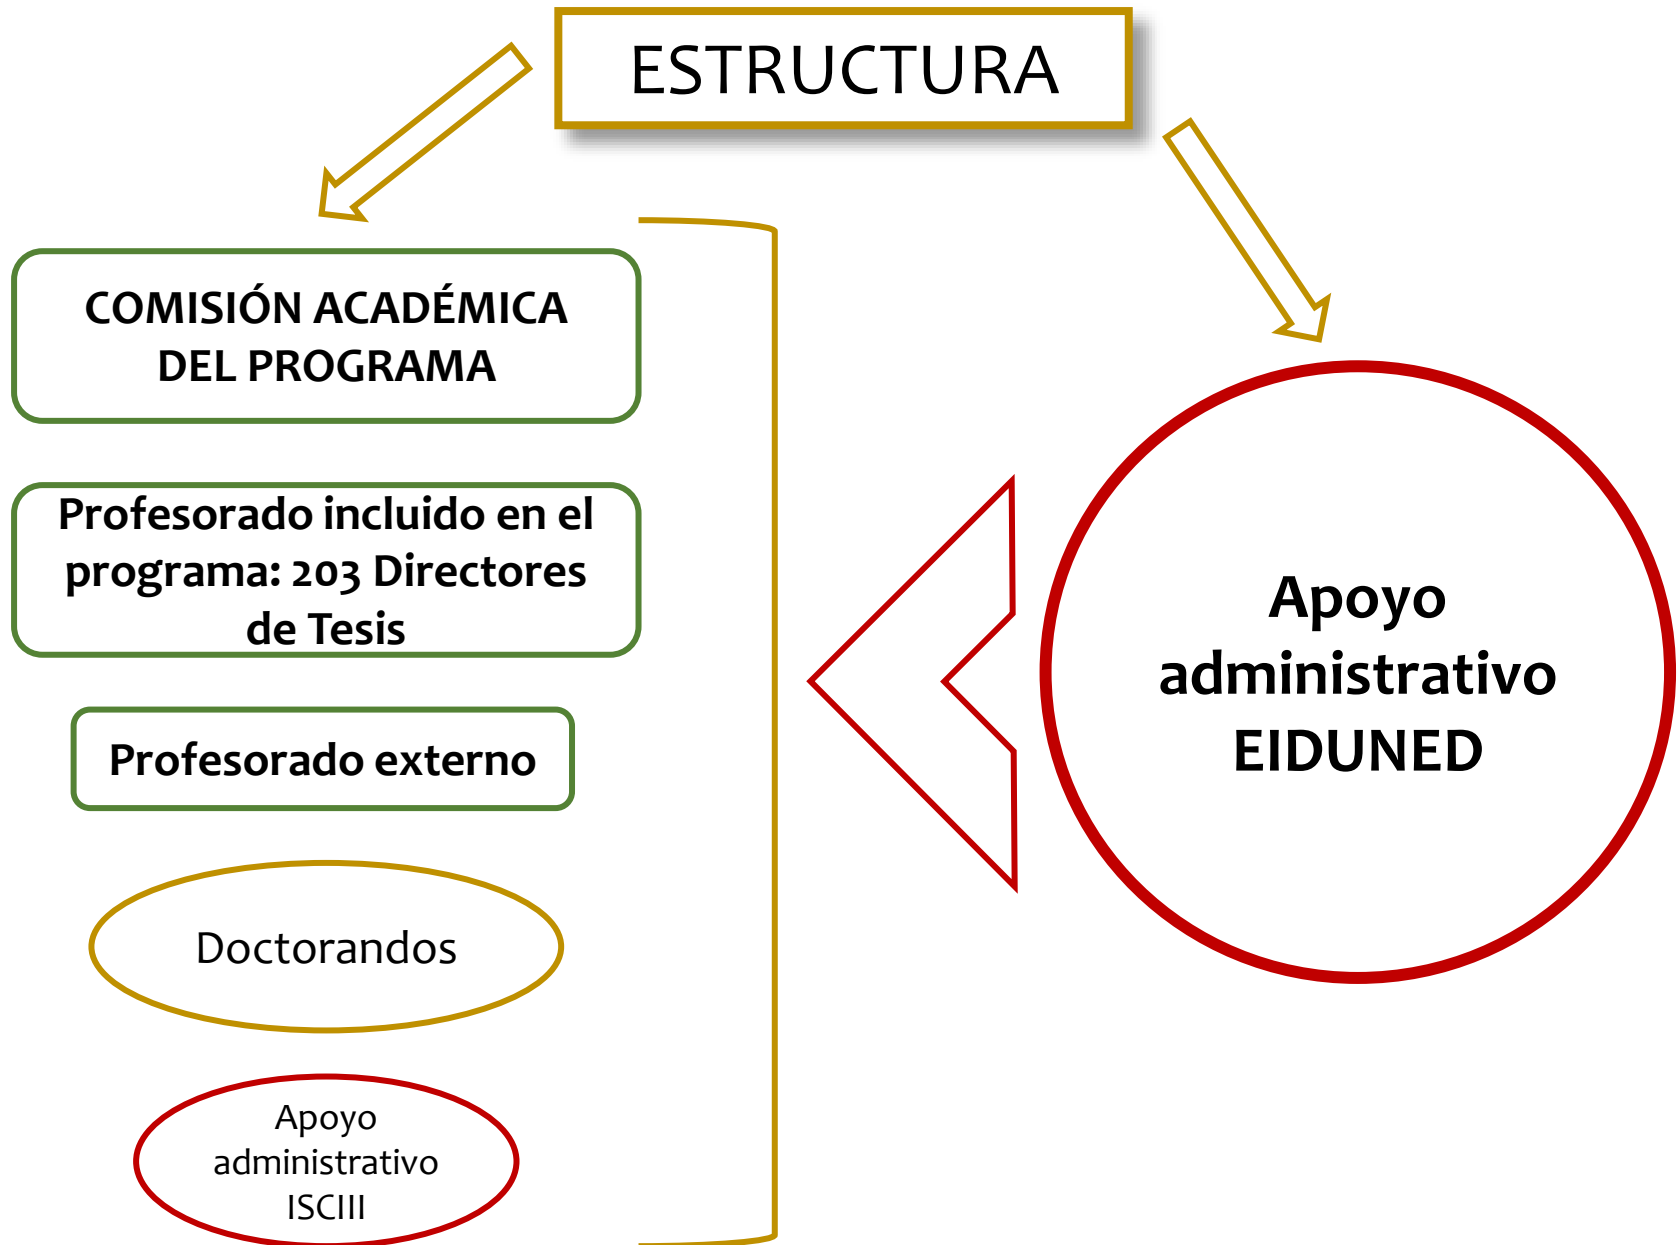 ESTRUCTURA
COMISIÓN ACADÉMICA
DEL PROGRAMA
Profesorado incluido en el
programa: 203 Directores
de Tesis
Profesorado externo
Doctorandos
Apoyo
administrativo
ISCIII
Apoyo
administrativo
EIDUNED